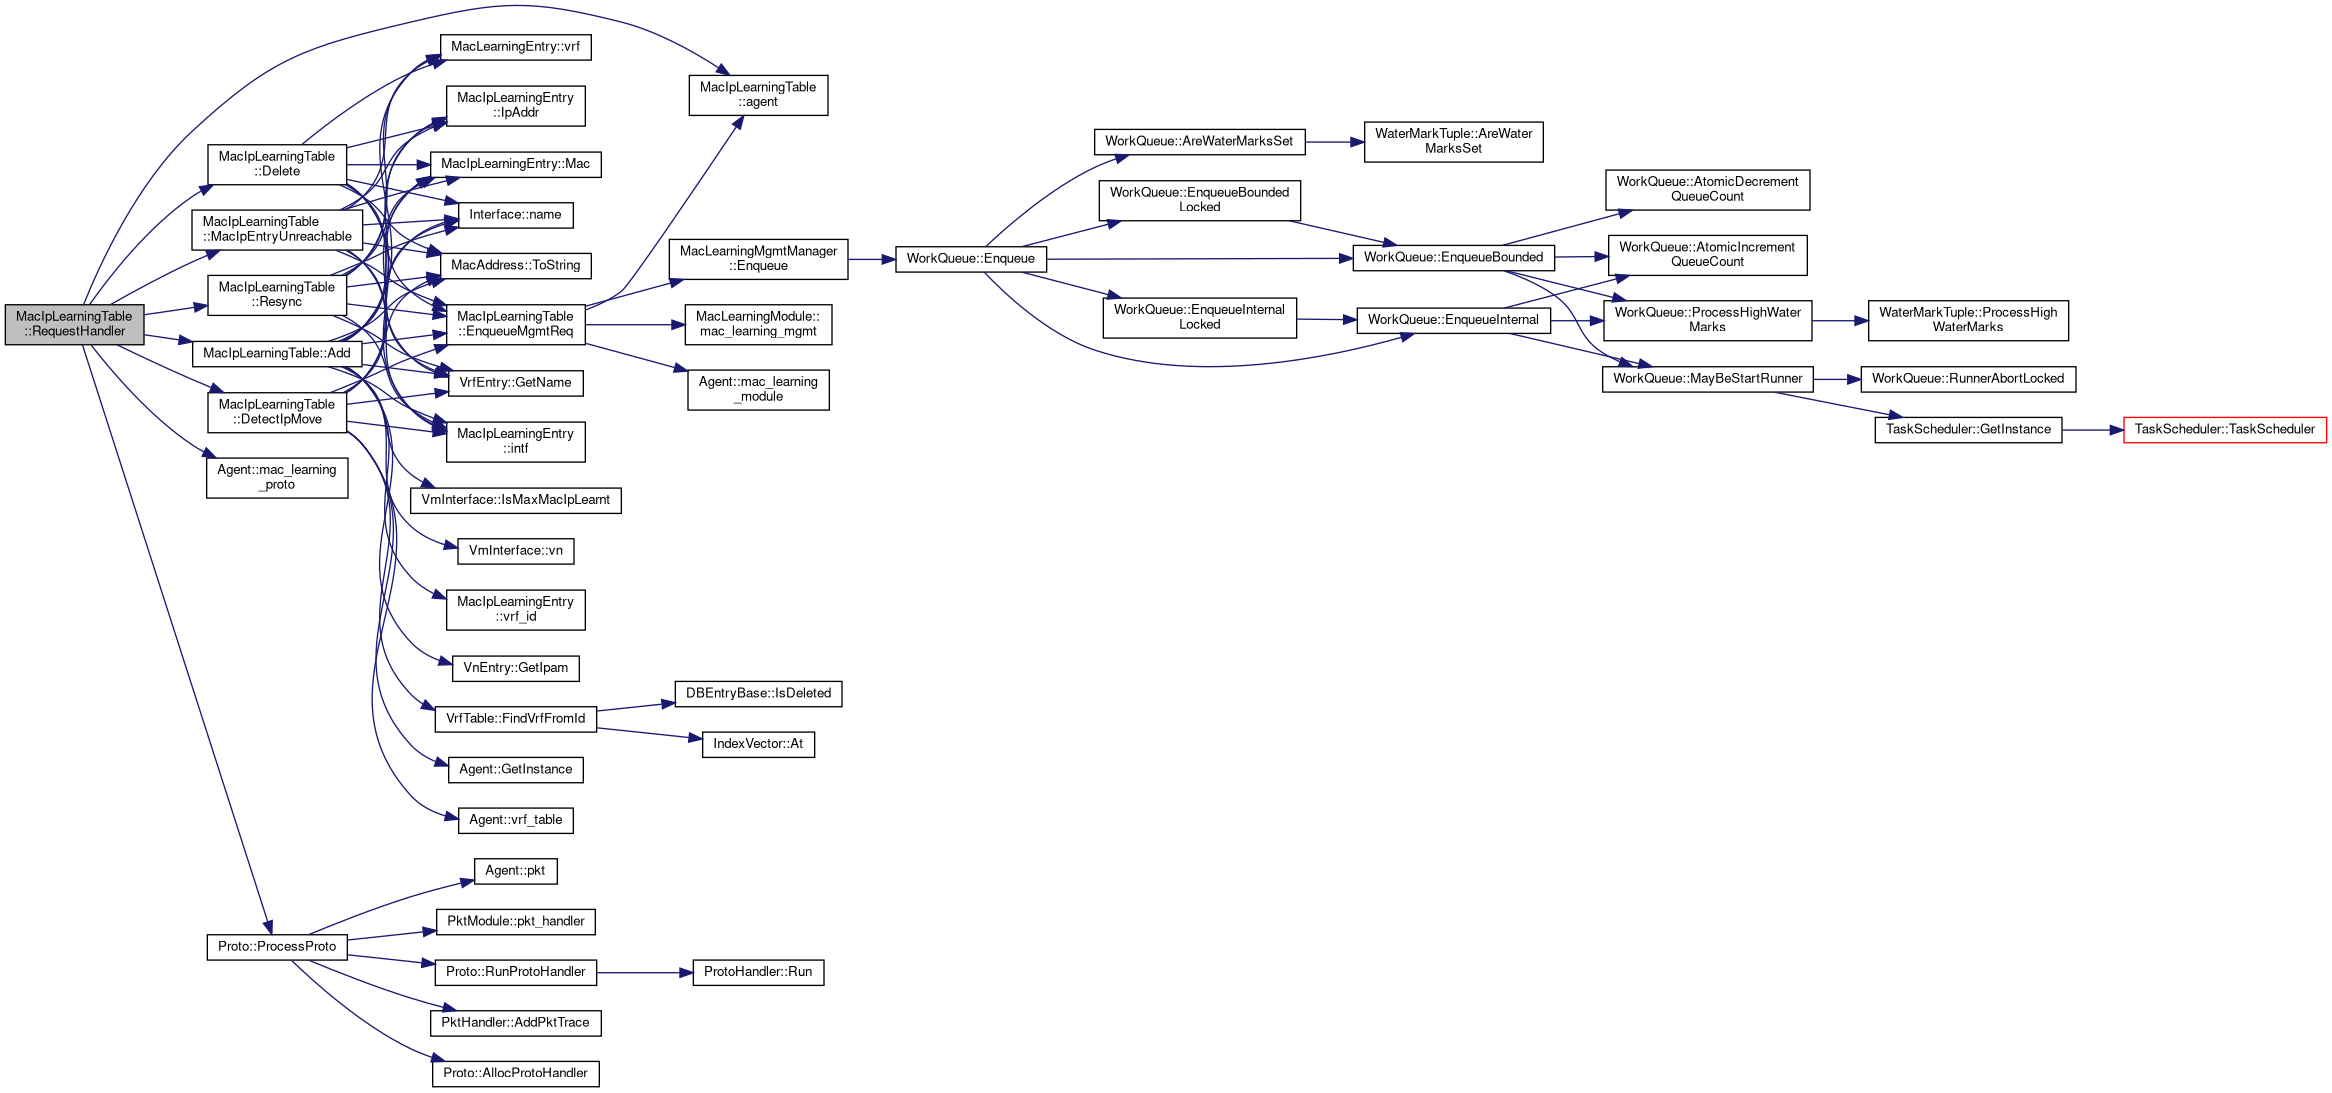 MacIpLearningTable
::RequestHandler
MacIpLearningTable
::Delete
MacIpLearningTable
::MacIpEntryUnreachable
MacIpLearningTable
::Resync
MacIpLearningTable::Add
MacIpLearningTable
::DetectIpMove
Agent::mac_learning
_proto
Proto::ProcessProto
MacLearningEntry::vrf
MacIpLearningEntry
::IpAddr
MacIpLearningEntry::Mac
Interface::name
MacAddress::ToString
MacIpLearningTable
::EnqueueMgmtReq
VrfEntry::GetName
MacIpLearningEntry
::intf
VmInterface::IsMaxMacIpLearnt
VmInterface::vn
MacIpLearningEntry
::vrf_id
VnEntry::GetIpam
VrfTable::FindVrfFromId
Agent::GetInstance
Agent::vrf_table
Agent::pkt
PktModule::pkt_handler
Proto::RunProtoHandler
PktHandler::AddPktTrace
Proto::AllocProtoHandler
MacIpLearningTable
::agent
MacLearningMgmtManager
::Enqueue
MacLearningModule::
mac_learning_mgmt
Agent::mac_learning
_module
DBEntryBase::IsDeleted
IndexVector::At
ProtoHandler::Run
WorkQueue::Enqueue
WorkQueue::AreWaterMarksSet
WorkQueue::EnqueueBounded
Locked
WorkQueue::EnqueueInternal
Locked
WaterMarkTuple::AreWater
MarksSet
WorkQueue::EnqueueBounded
WorkQueue::EnqueueInternal
WorkQueue::AtomicDecrement
QueueCount
WorkQueue::AtomicIncrement
QueueCount
WorkQueue::ProcessHighWater
Marks
WorkQueue::MayBeStartRunner
WaterMarkTuple::ProcessHigh
WaterMarks
WorkQueue::RunnerAbortLocked
TaskScheduler::GetInstance
TaskScheduler::TaskScheduler